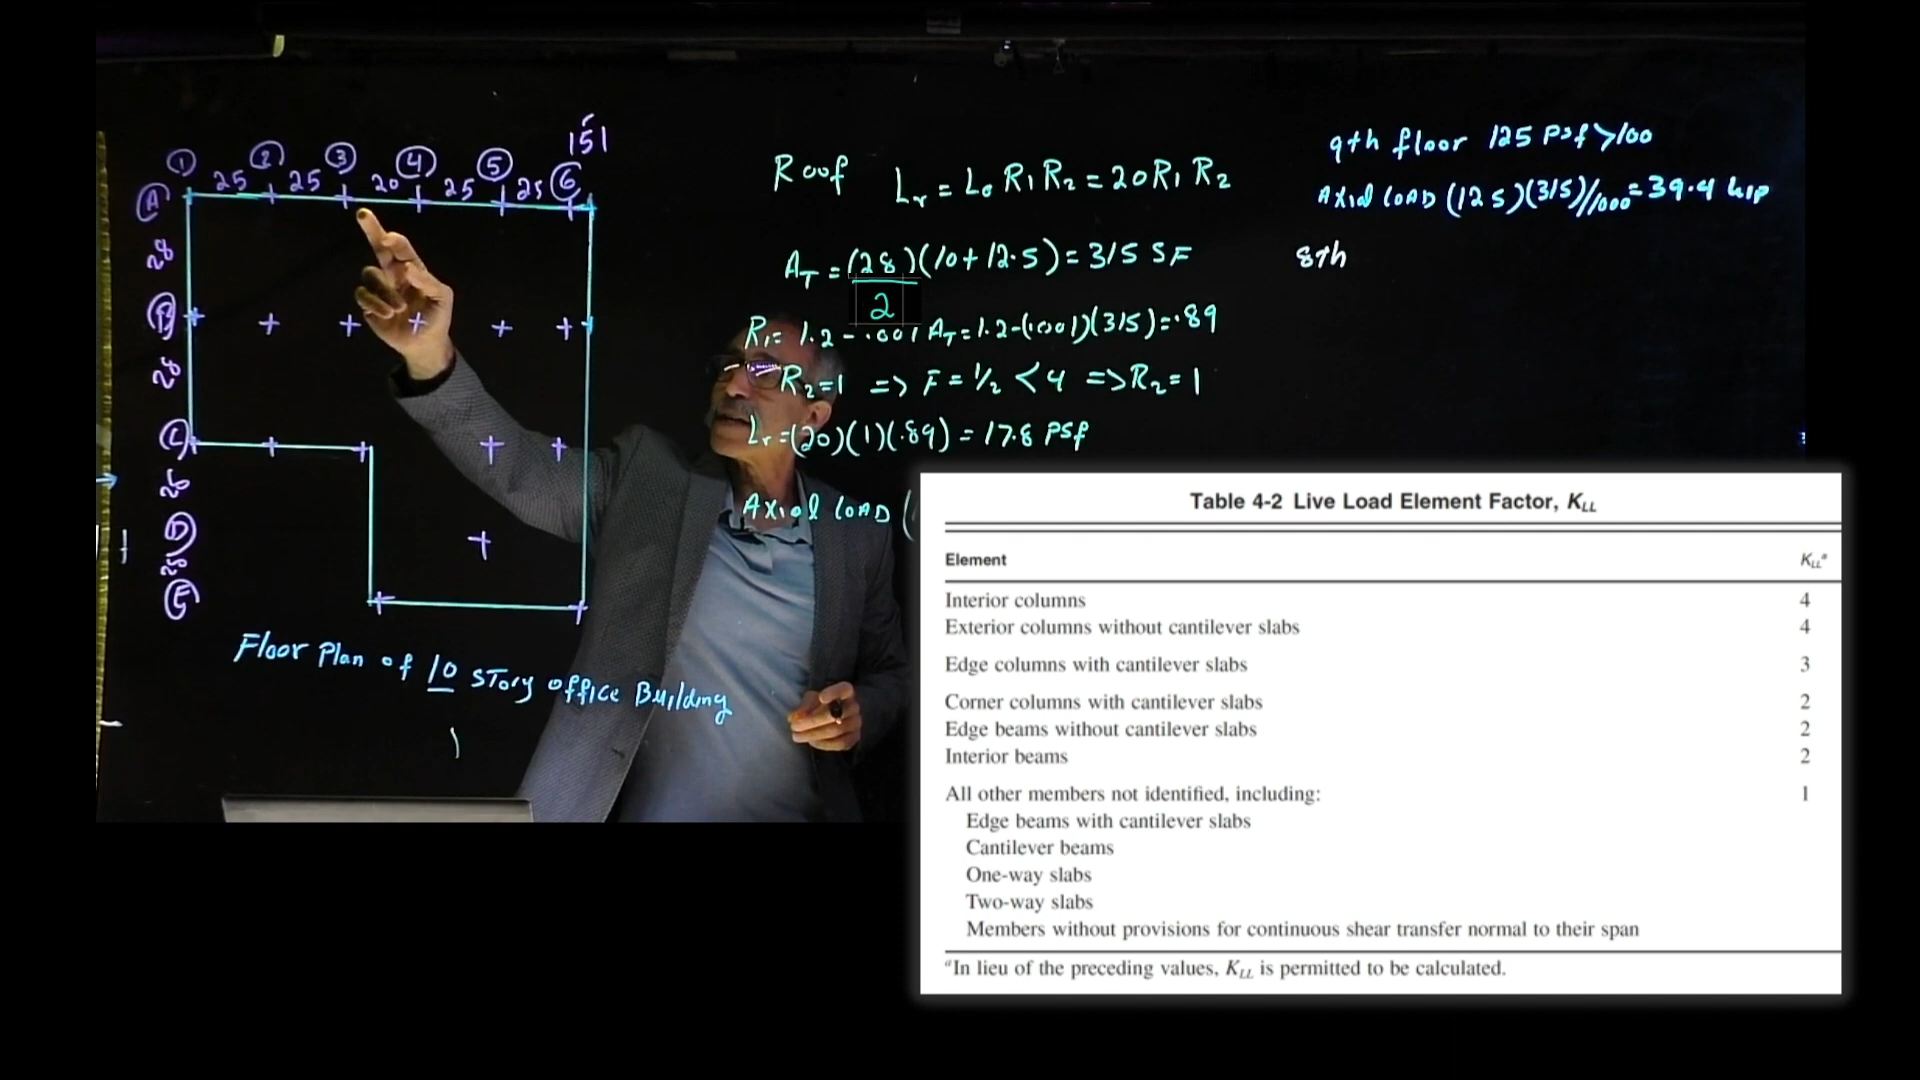 151
1 2 3 4 5 6
25 25 20 25 25
A
28
B
28
C
D
E
Floor Plan of 10 story office Building
Roof Lr = Lo R1 R2 = 20 R1 R2
AT = (28)(10+12.5) = 315 SF
2
R1 = 1.2 - .001 AT = 1.2-(.001)(315) = .89
R2=1 => F = 1/2 < 4 => R2 = 1
Lr = (20)(1)(.89) = 17.8 Psf
Axial LOAD (
9th floor 125 Psf >100
Axial LOAD (125)(315)/1000 = 39.4 kip
8th
Table 4-2 Live Load Element Factor, KLL
Element KLL^a
Interior columns 4
Exterior columns without cantilever slabs 4
Edge columns with cantilever slabs 3
Corner columns with cantilever slabs 2
Edge beams without cantilever slabs 2
Interior beams 2
All other members not identified, including: 1
Edge beams with cantilever slabs
Cantilever beams
One-way slabs
Two-way slabs
Members without provisions for continuous shear transfer normal to their span
^aIn lieu of the preceding values, KLL is permitted to be calculated.